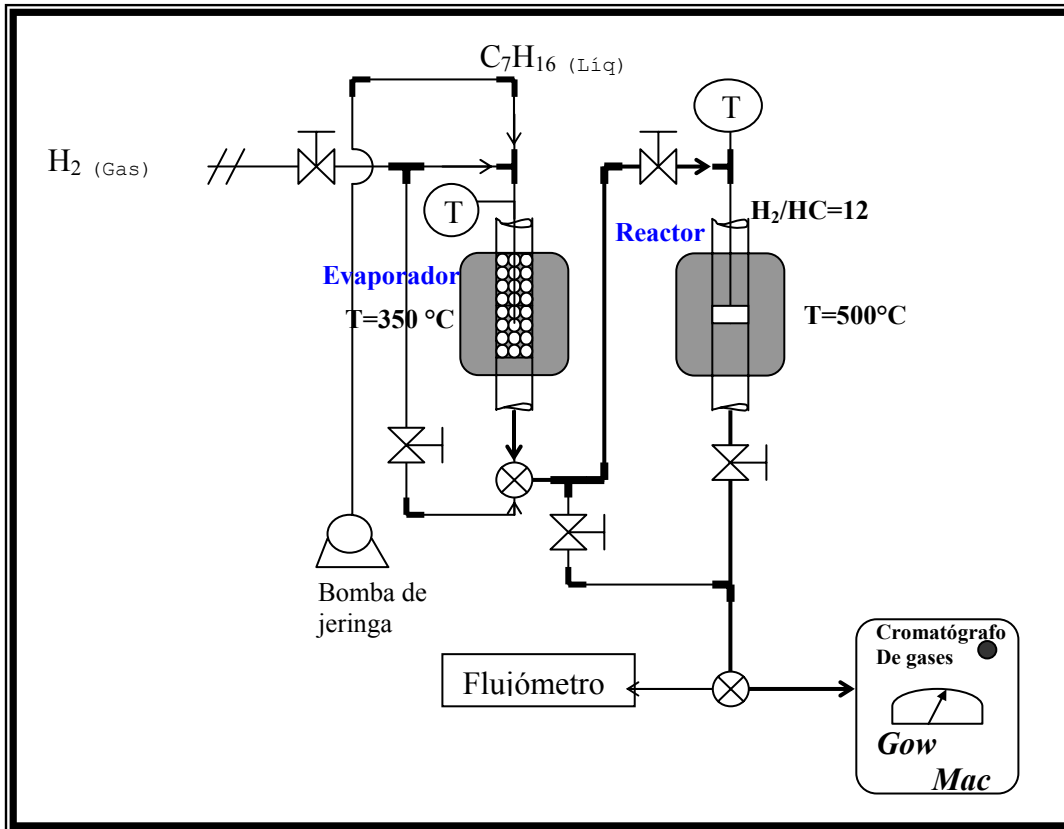 C₇H₁₆ (Líq)
T
H₂ (Gas)
T
H₂/HC=12
Reactor
Evaporador
T=350 °C
T=500°C
Bomba de
jeringa
Cromatógrafo
De gases
Flujómetro
Gow
Mac